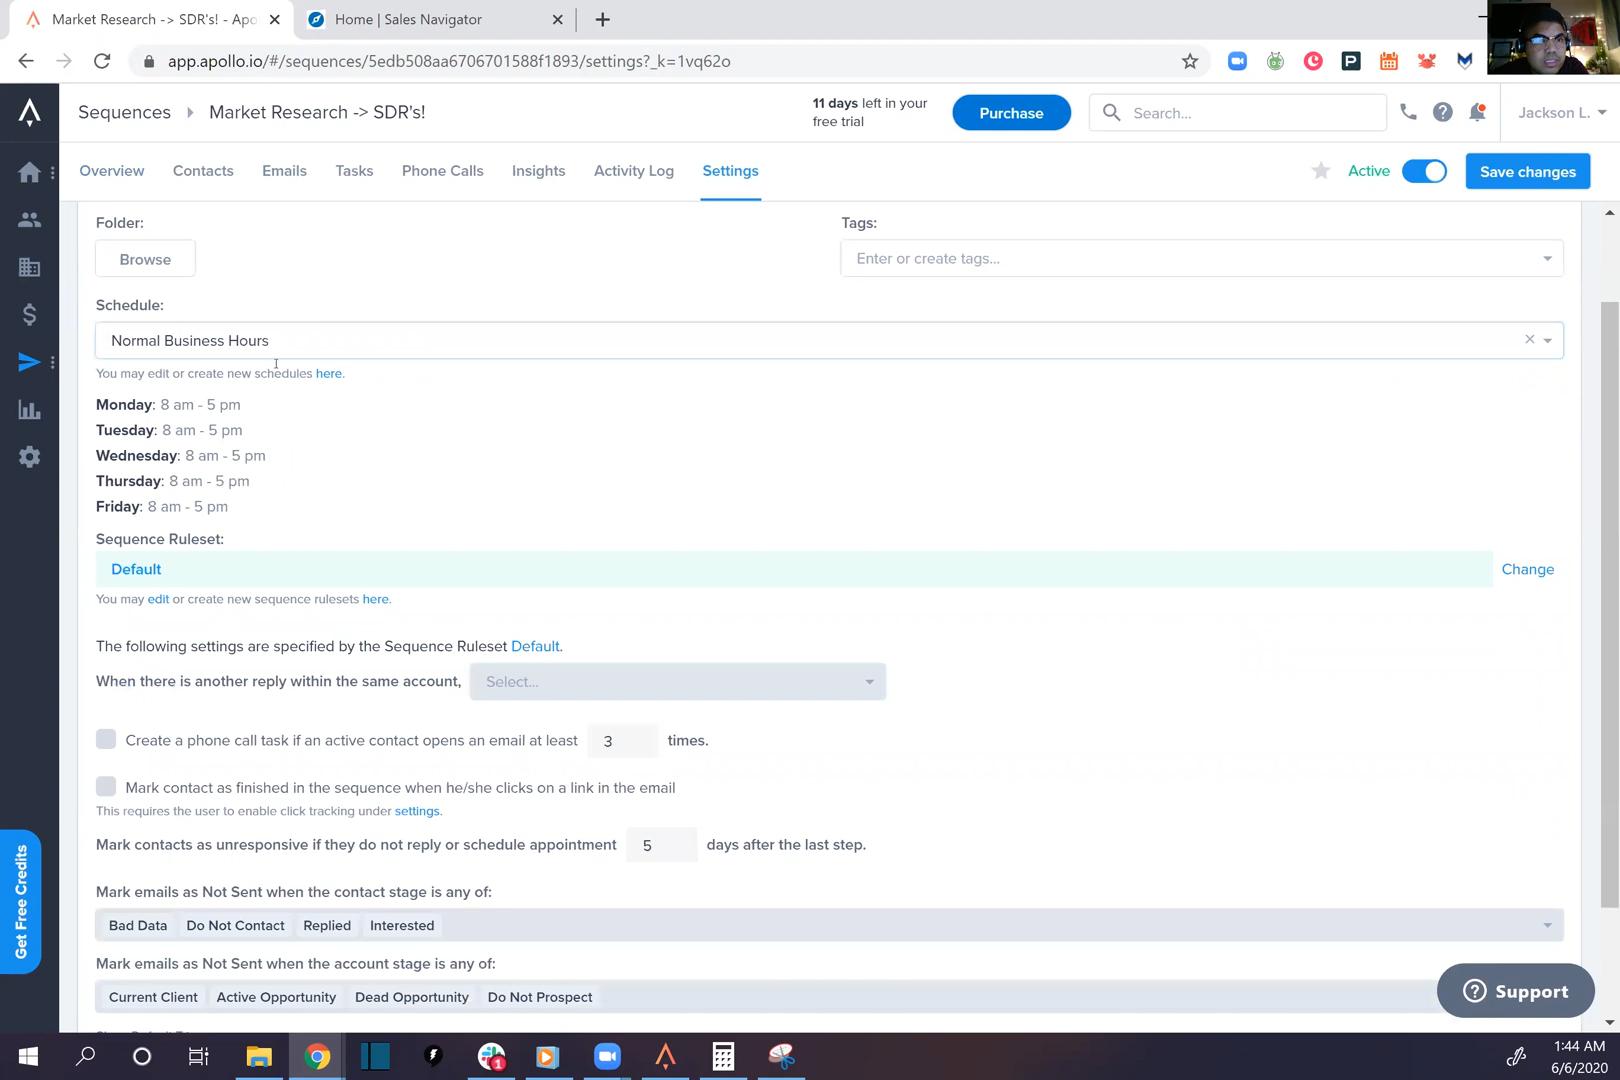 Market Research -> SDR's! - Apo
Home | Sales Navigator
app.apollo.io/#/sequences/5edb508aa6706701588f1893/settings?_k=1vq62o
Sequences
Market Research -> SDR's!
11 days left in your
free trial
Purchase
Search...
Jackson L.
Overview
Contacts
Emails
Tasks
Phone Calls
Insights
Activity Log
Settings
Active
Save changes
Folder:
Tags:
Browse
Enter or create tags...
Schedule:
Normal Business Hours
You may edit or create new schedules here.
Monday: 8 am - 5 pm
Tuesday: 8 am - 5 pm
Wednesday: 8 am - 5 pm
Thursday: 8 am - 5 pm
Friday: 8 am - 5 pm
Sequence Ruleset:
Default
Change
You may edit or create new sequence rulesets here.
The following settings are specified by the Sequence Ruleset Default.
When there is another reply within the same account, Select...
Create a phone call task if an active contact opens an email at least 3 times.
Mark contact as finished in the sequence when he/she clicks on a link in the email
This requires the user to enable click tracking under settings.
Mark contacts as unresponsive if they do not reply or schedule appointment 5 days after the last step.
Mark emails as Not Sent when the contact stage is any of:
Bad Data Do Not Contact Replied Interested
Mark emails as Not Sent when the account stage is any of:
Current Client Active Opportunity Dead Opportunity Do Not Prospect
Get Free Credits
Support
1
1:44 AM
6/6/2020